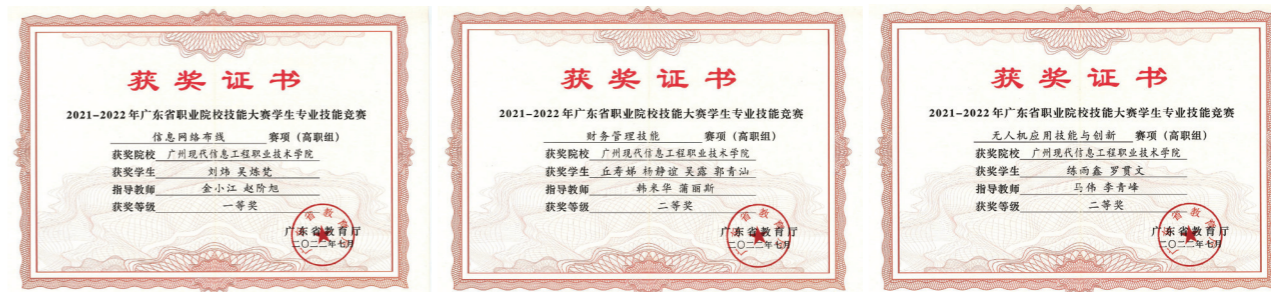 获奖证书
2021-2022年广东省职业院校技能大赛学生专业技能竞赛
信息网络布线 赛项（高职组）
获奖院校 广州现代信息工程职业技术学院
获奖学生 刘炜 吴炼梵
指导教师 金小江 赵阶旭
获奖等级 一等奖
广东省教育厅
二〇二二年七月
获奖证书
2021-2022年广东省职业院校技能大赛学生专业技能竞赛
财务管理技能 赛项（高职组）
获奖院校 广州现代信息工程职业技术学院
获奖学生 丘寿娣 杨静谊 吴露 郭青汕
指导教师 韩来华 蒲丽斯
获奖等级 二等奖
广东省教育厅
二〇二二年七月
获奖证书
2021-2022年广东省职业院校技能大赛学生专业技能竞赛
无人机应用技能与创新 赛项（高职组）
获奖院校 广州现代信息工程职业技术学院
获奖学生 练雨鑫 罗贯文
指导教师 马伟 李青峰
获奖等级 二等奖
广东省教育厅
二〇二二年七月